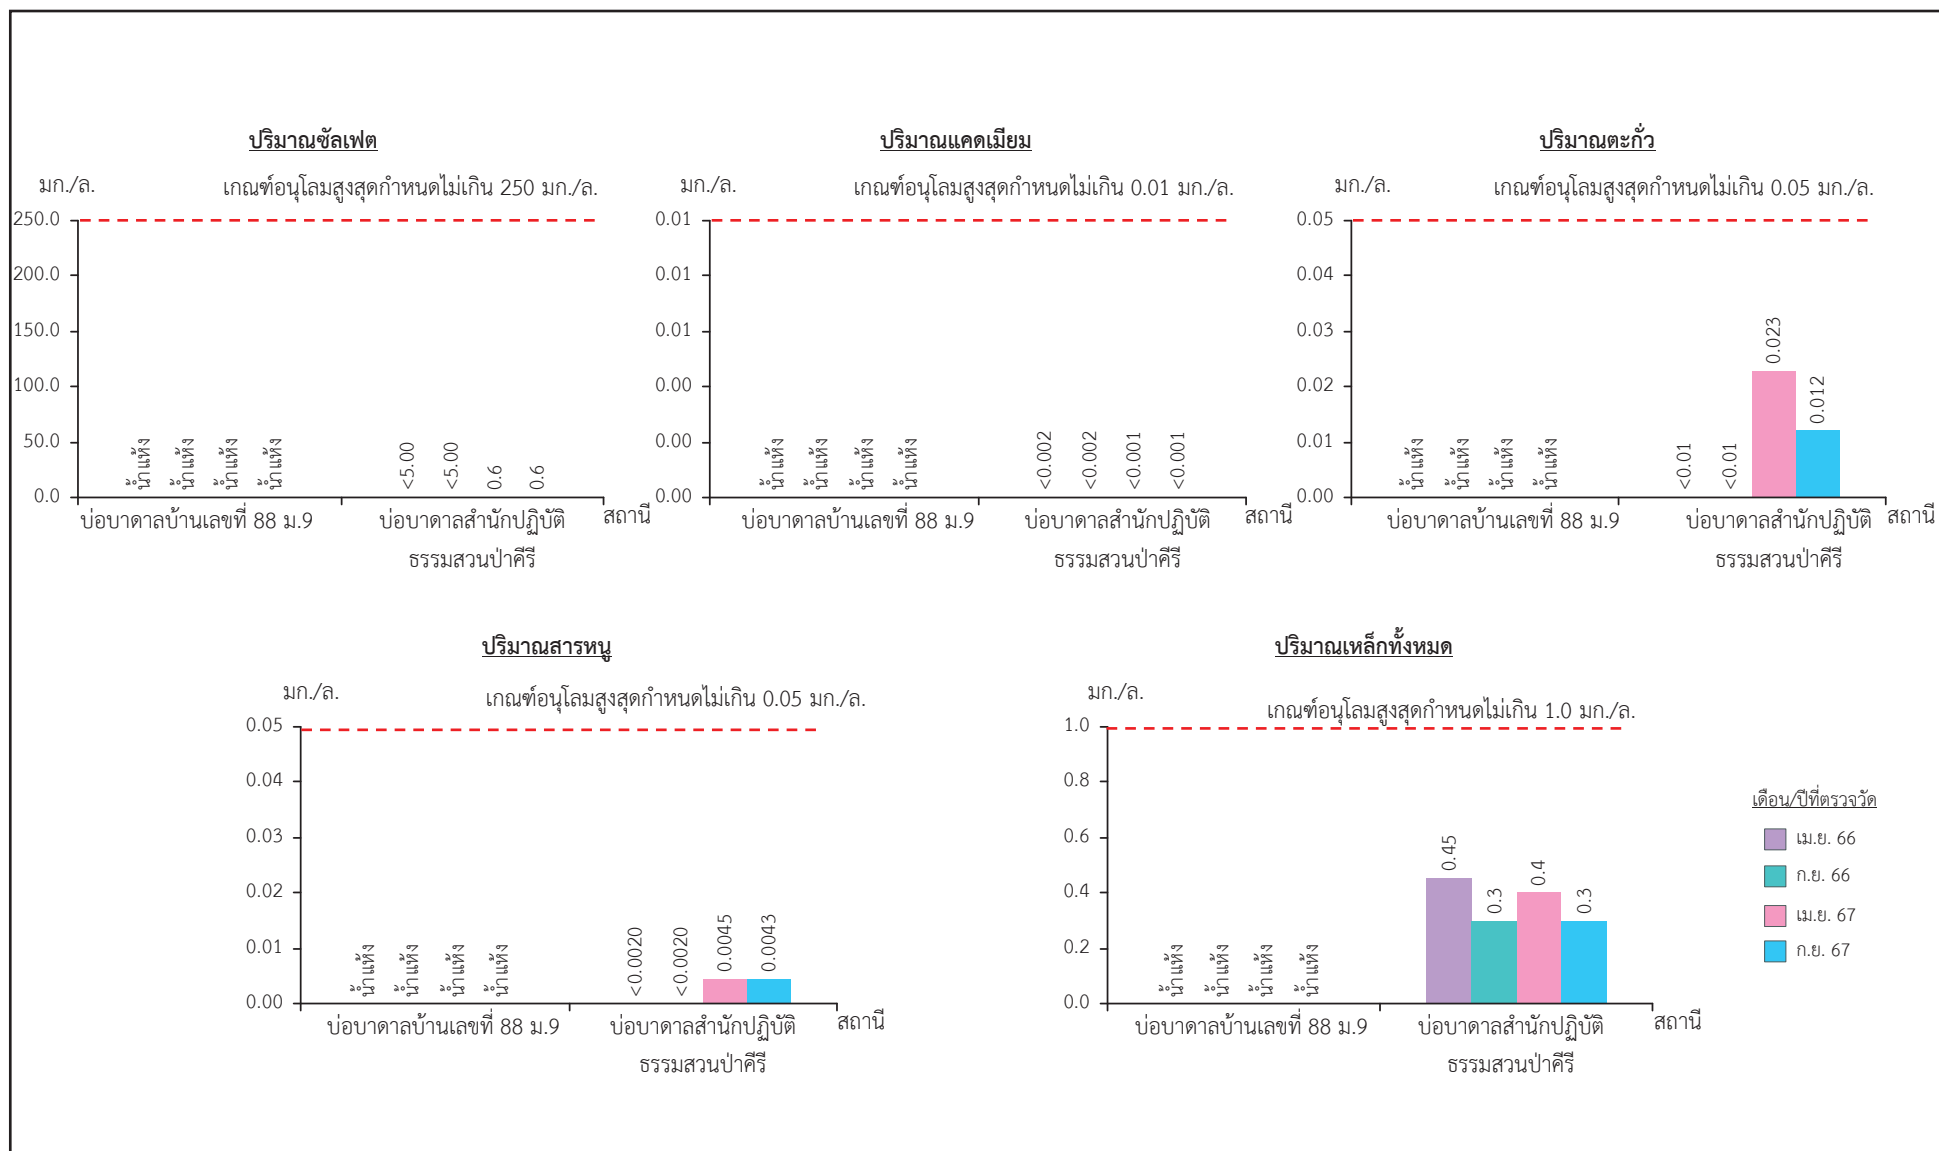 ปริมาณซัลเฟต
มก./ล.
เกณฑ์อนุโลมสูงสุดกำหนดไม่เกิน 250 มก./ล.
250.0
200.0
150.0
100.0
50.0
0.0
น้ำแห้ง
น้ำแห้ง
น้ำแห้ง
น้ำแห้ง
<5.00
<5.00
0.6
0.6
บ่อบาดาลบ้านเลขที่ 88 ม.9
บ่อบาดาลสำนักปฏิบัติ
ธรรมสวนป่าคีรี
สถานี
ปริมาณแคดเมียม
มก./ล.
เกณฑ์อนุโลมสูงสุดกำหนดไม่เกิน 0.01 มก./ล.
0.01
0.01
0.01
0.00
0.00
0.00
น้ำแห้ง
น้ำแห้ง
น้ำแห้ง
น้ำแห้ง
<0.002
<0.002
<0.001
<0.001
บ่อบาดาลบ้านเลขที่ 88 ม.9
บ่อบาดาลสำนักปฏิบัติ
ธรรมสวนป่าคีรี
สถานี
ปริมาณตะกั่ว
มก./ล.
เกณฑ์อนุโลมสูงสุดกำหนดไม่เกิน 0.05 มก./ล.
0.05
0.04
0.03
0.02
0.01
0.00
น้ำแห้ง
น้ำแห้ง
น้ำแห้ง
น้ำแห้ง
<0.01
<0.01
0.023
0.012
บ่อบาดาลบ้านเลขที่ 88 ม.9
บ่อบาดาลสำนักปฏิบัติ
ธรรมสวนป่าคีรี
สถานี
ปริมาณสารหนู
มก./ล.
เกณฑ์อนุโลมสูงสุดกำหนดไม่เกิน 0.05 มก./ล.
0.05
0.04
0.03
0.02
0.01
0.00
น้ำแห้ง
น้ำแห้ง
น้ำแห้ง
น้ำแห้ง
<0.0020
<0.0020
0.0045
0.0043
บ่อบาดาลบ้านเลขที่ 88 ม.9
บ่อบาดาลสำนักปฏิบัติ
ธรรมสวนป่าคีรี
สถานี
ปริมาณเหล็กทั้งหมด
มก./ล.
เกณฑ์อนุโลมสูงสุดกำหนดไม่เกิน 1.0 มก./ล.
1.0
0.8
0.6
0.4
0.2
0.0
น้ำแห้ง
น้ำแห้ง
น้ำแห้ง
น้ำแห้ง
0.45
0.3
0.4
0.3
บ่อบาดาลบ้านเลขที่ 88 ม.9
บ่อบาดาลสำนักปฏิบัติ
ธรรมสวนป่าคีรี
สถานี
เดือน/ปีที่ตรวจวัด
เม.ย. 66
ก.ย. 66
เม.ย. 67
ก.ย. 67